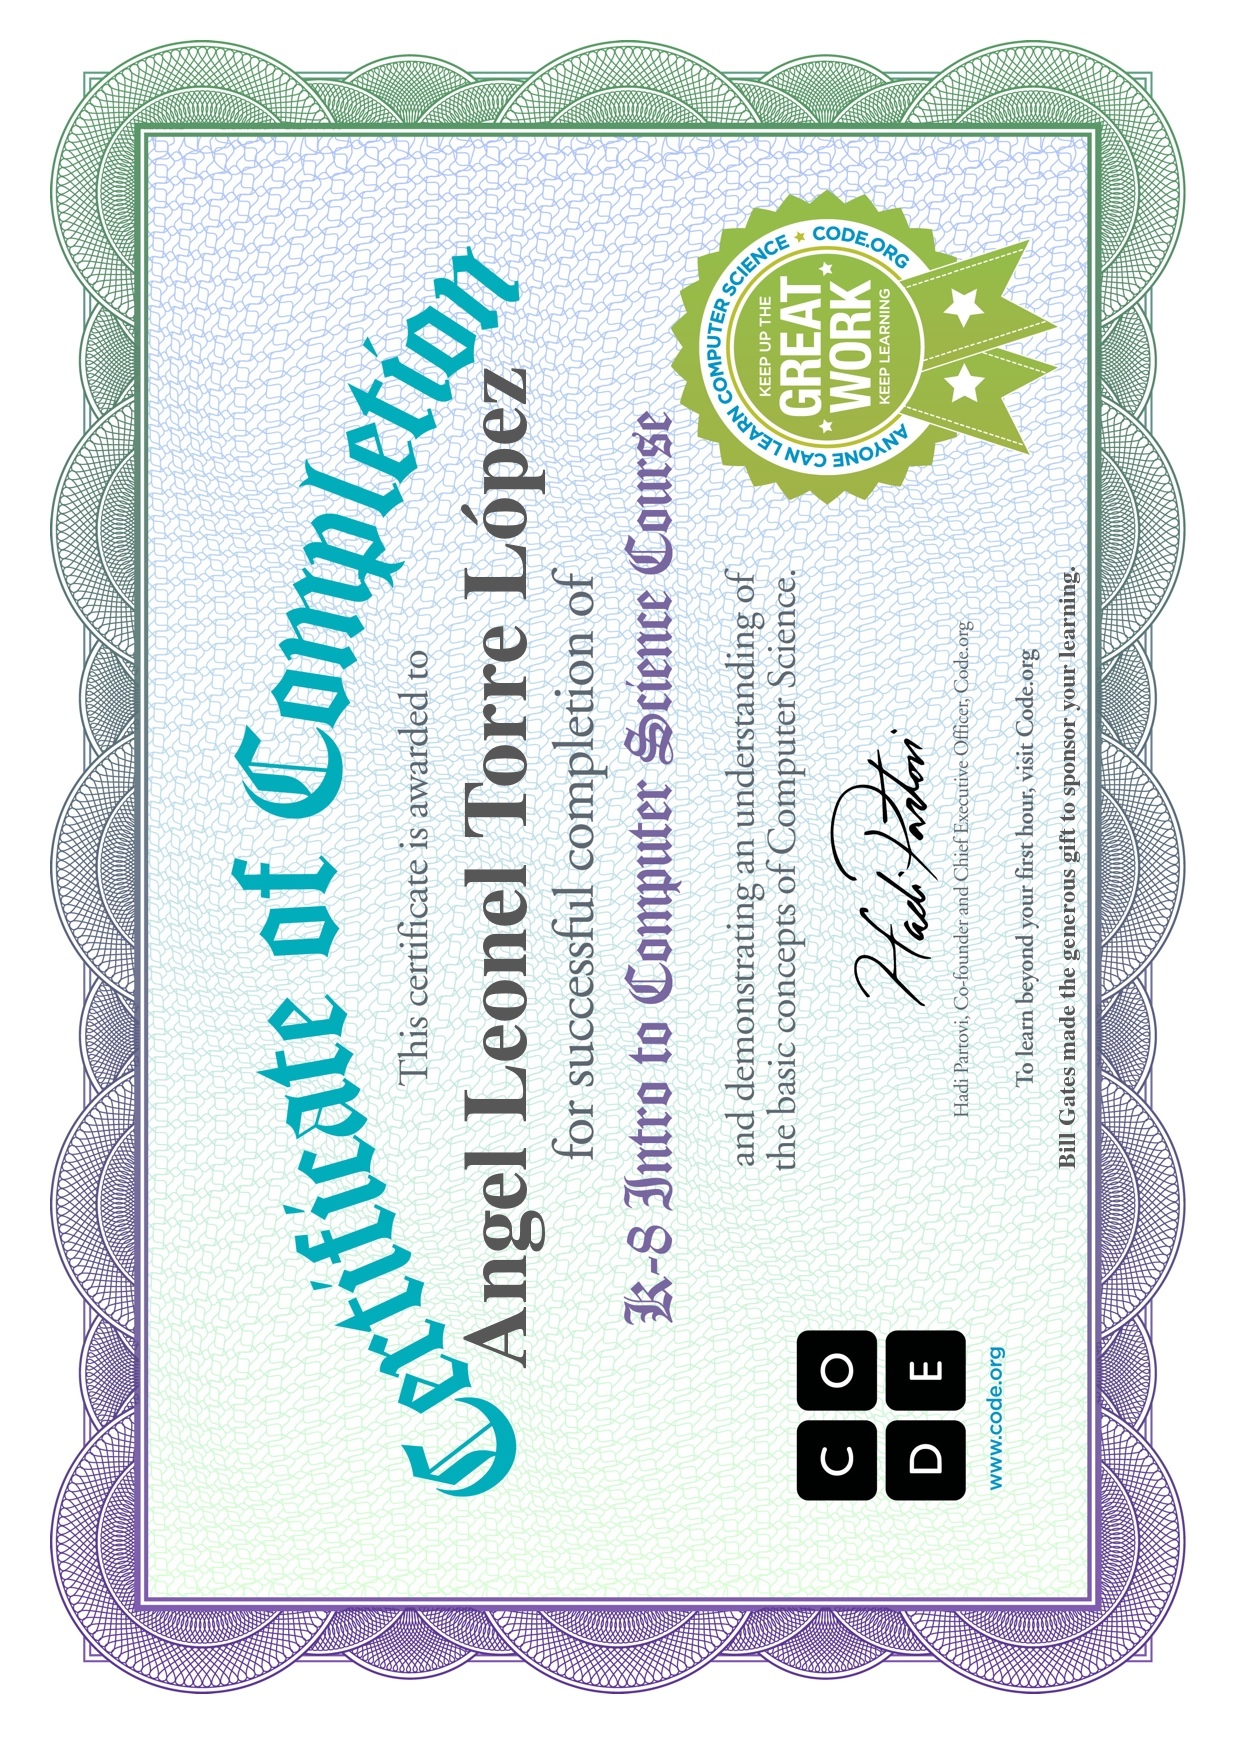 Certificate of Completion
This certificate is awarded to
Angel Leonel Torre López
for successful completion of
K-8 Intro to Computer Science Course
and demonstrating an understanding of
the basic concepts of Computer Science.
Hadi Partovi
Hadi Partovi, Co-founder and Chief Executive Officer, Code.org
To learn beyond your first hour, visit Code.org
Bill Gates made the generous gift to sponsor your learning.
C O
D E
www.code.org
ANYONE CAN LEARN COMPUTER SCIENCE ★ CODE.ORG
KEEP UP THE
GREAT
WORK
KEEP LEARNING